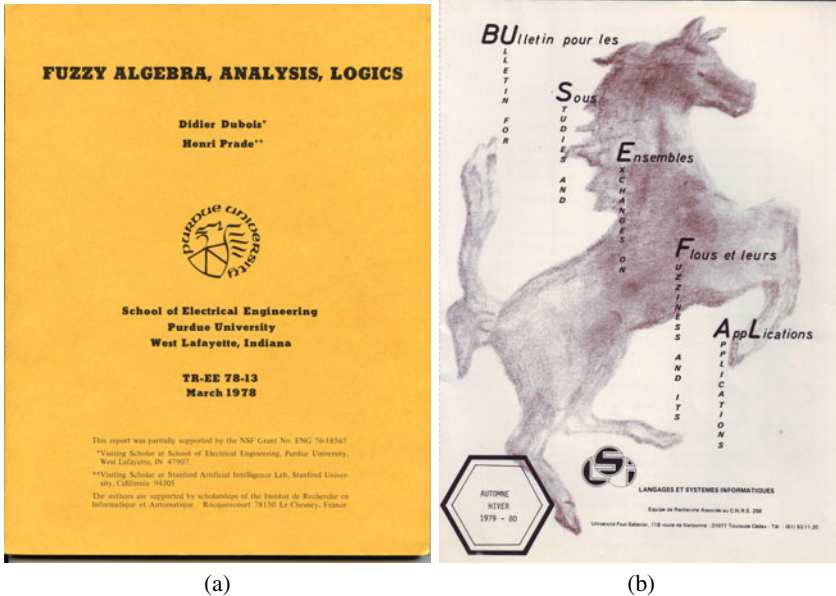 FUZZY ALGEBRA, ANALYSIS, LOGICS
Didier Dubois*
Henri Prade**
PURDUE UNIVERSITY
School of Electrical Engineering
Purdue University
West Lafayette, Indiana
TR-EE 78-13
March 1978
This report was partially supported by the NSF Grant No. ENG 76-18567
*Visiting Scholar at School of Electrical Engineering, Purdue University,
West Lafayette, IN 47907.
**Visiting Scholar at Stanford Artificial Intelligence Lab, Stanford Univer-
sity, California 94305
The authors are supported by scholarships of the Institut de Recherche en
Informatique et Automatique. Rocquencourt 78150 Le Chesney, France
(a)
BUlletin pour les
ULLETIN FOR
Sous
STUDIES AND
Ensembles
EXCHANGES ON
Flous et leurs
FUZZINESS AND ITS
AppLications
APPLICATIONS
LSI
LANGAGES ET SYSTEMES INFORMATIQUES
Equipe de Recherche Associée au C.N.R.S. 298
Université Paul Sabatier, 118 route de Narbonne - 31077 Toulouse Cédex - Tél. : (61) 53.11.20
AUTOMNE
HIVER
1979 - 80
(b)